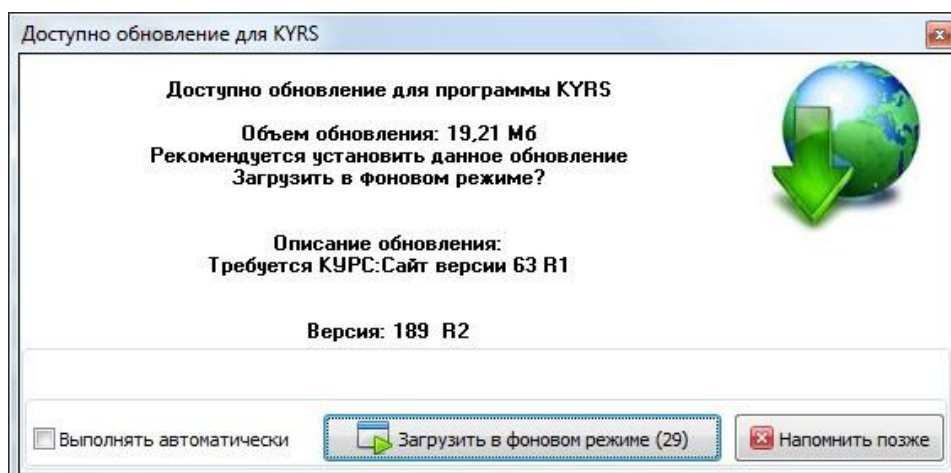 Доступно обновление для KYRS
Доступно обновление для программы KYRS
Объем обновления: 19,21 Мб
Рекомендуется установить данное обновление
Загрузить в фоновом режиме?
Описание обновления:
Требуется КУРС:Сайт версии 63 R1
Версия: 189 R2
Выполнять автоматически
Загрузить в фоновом режиме (29)
Напомнить позже